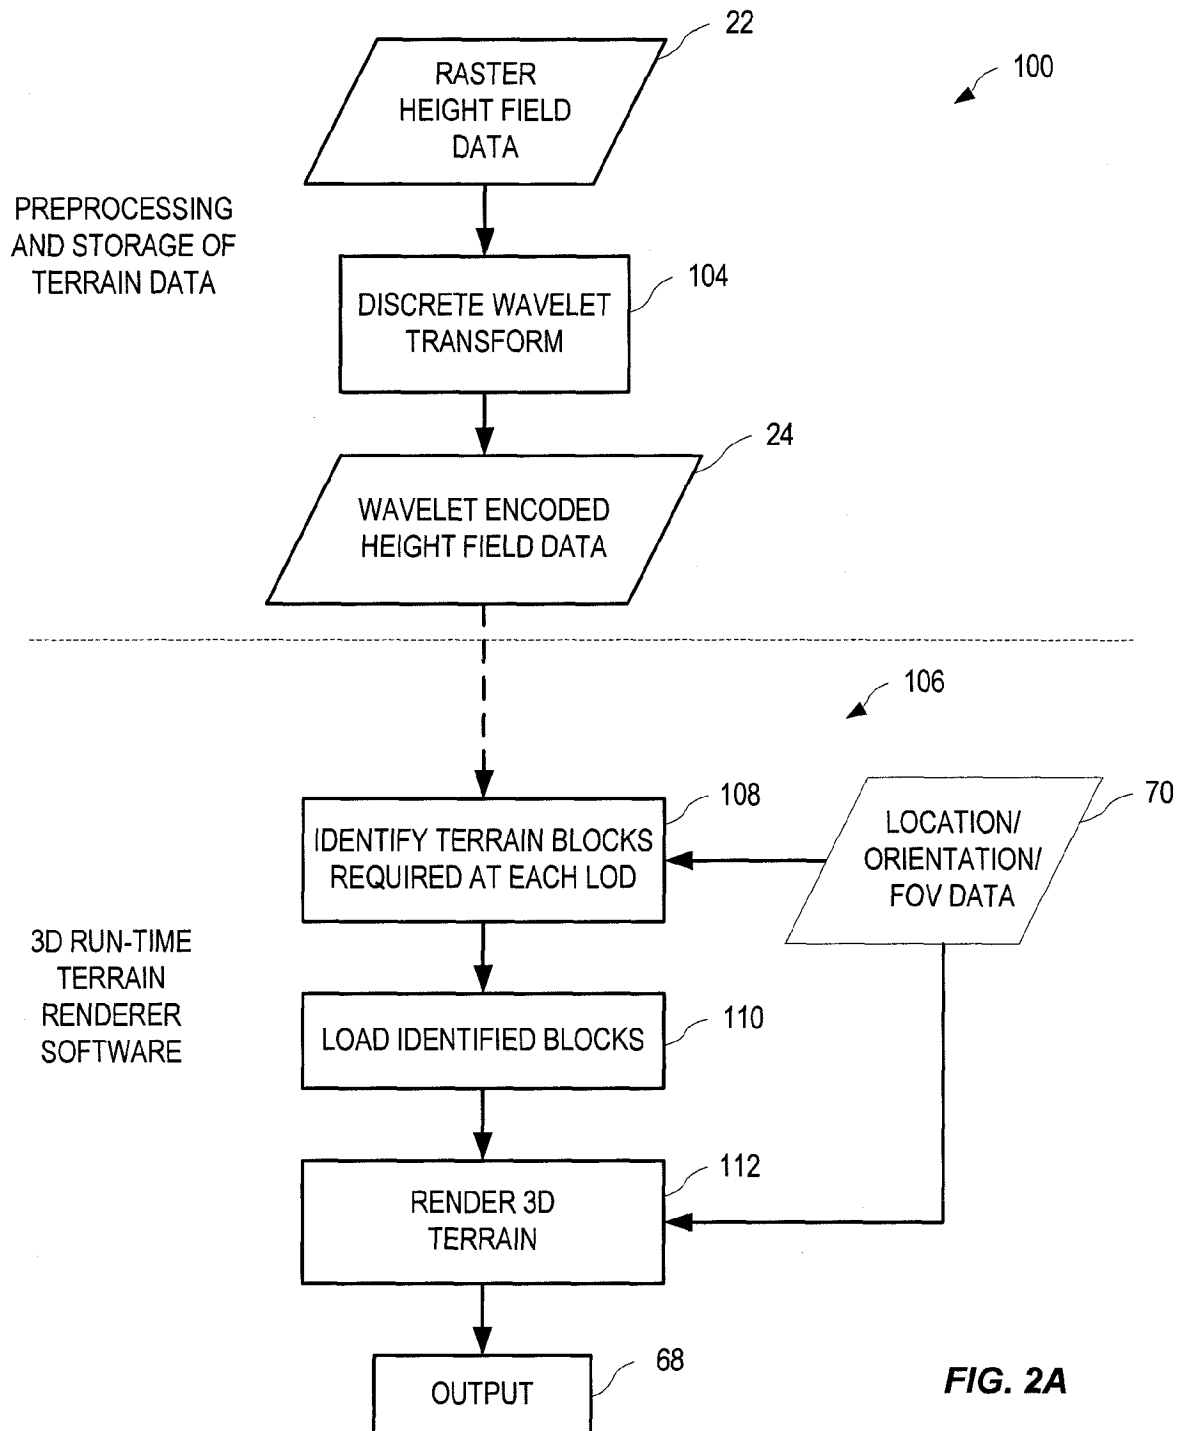 22
RASTER
HEIGHT FIELD
DATA
100
PREPROCESSING
AND STORAGE OF
TERRAIN DATA
104
DISCRETE WAVELET
TRANSFORM
24
WAVELET ENCODED
HEIGHT FIELD DATA
106
108
IDENTIFY TERRAIN BLOCKS
REQUIRED AT EACH LOD
70
LOCATION/
ORIENTATION/
FOV DATA
3D RUN-TIME
TERRAIN
RENDERER
SOFTWARE
110
LOAD IDENTIFIED BLOCKS
112
RENDER 3D
TERRAIN
68
OUTPUT
FIG. 2A